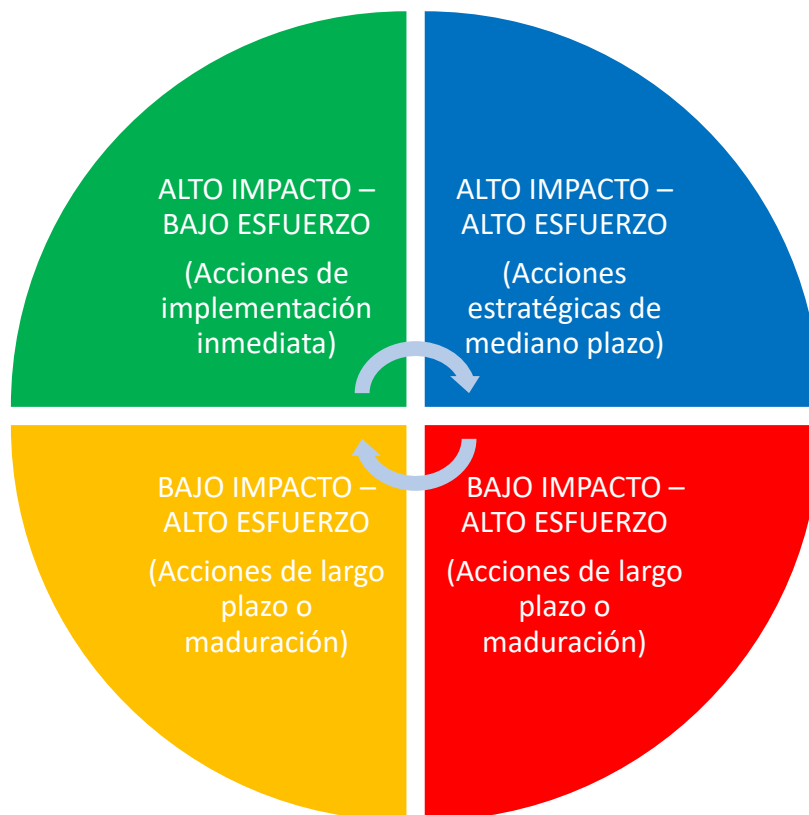 ALTO IMPACTO –
BAJO ESFUERZO
(Acciones de
implementación
inmediata)
ALTO IMPACTO –
ALTO ESFUERZO
(Acciones
estratégicas de
mediano plazo)
BAJO IMPACTO –
ALTO ESFUERZO
(Acciones de largo
plazo o
maduración)
BAJO IMPACTO –
ALTO ESFUERZO
(Acciones de largo
plazo o
maduración)